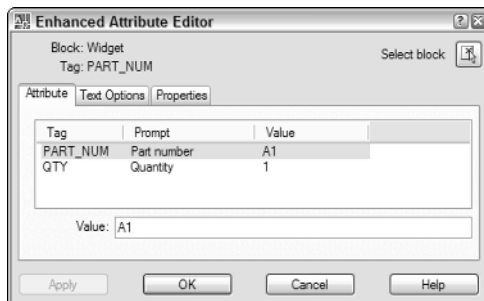 Enhanced Attribute Editor
Block: Widget
Tag: PART_NUM
Select block
Attribute Text Options Properties
Tag Prompt Value
PART_NUM Part number A1
QTY Quantity 1
Value: A1
Apply OK Cancel Help